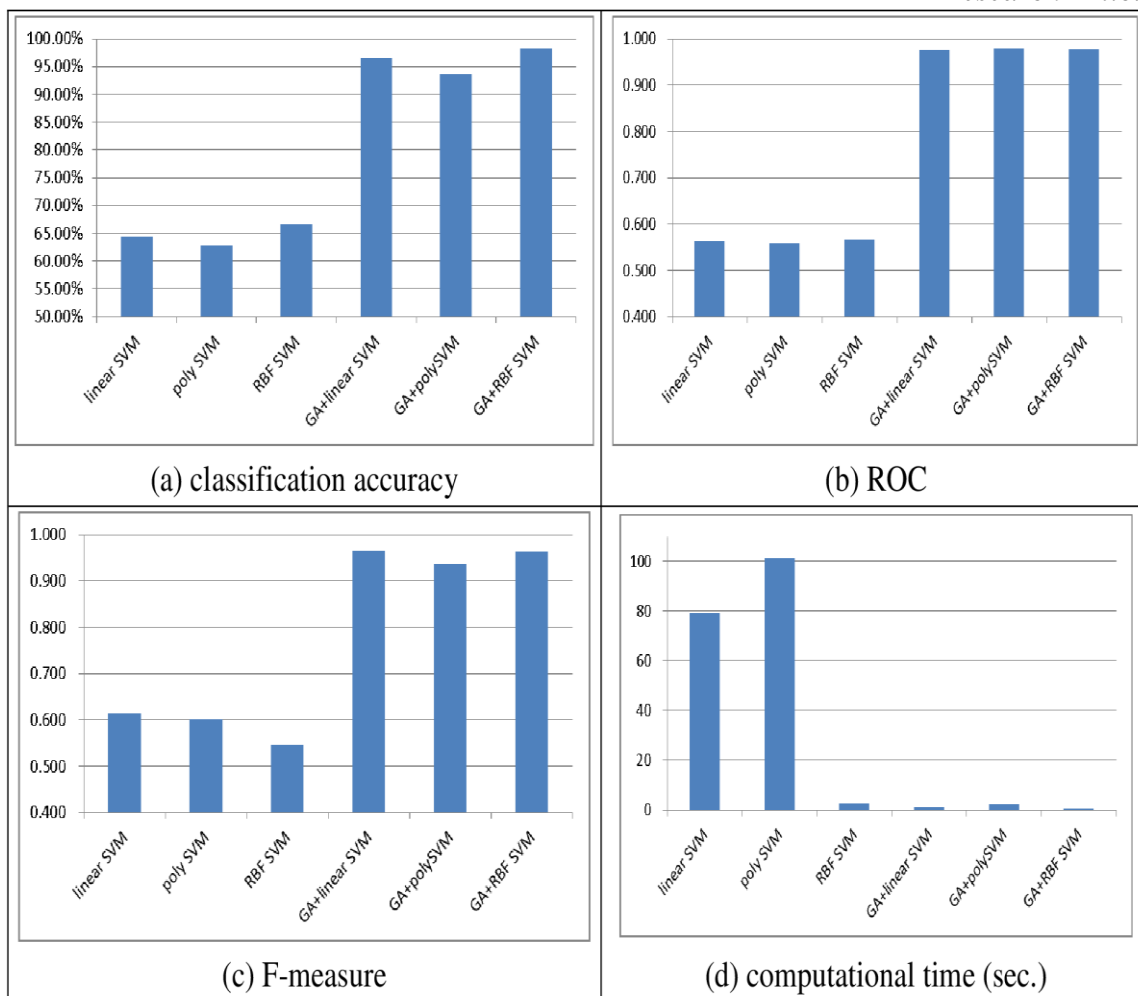 100.00%
95.00%
90.00%
85.00%
80.00%
75.00%
70.00%
65.00%
60.00%
55.00%
50.00%
linear SVM
poly SVM
RBF SVM
GA+linear SVM
GA+polySVM
GA+RBF SVM
(a) classification accuracy
1.000
0.900
0.800
0.700
0.600
0.500
0.400
linear SVM
poly SVM
RBF SVM
GA+linear SVM
GA+polySVM
GA+RBF SVM
(b) ROC
1.000
0.900
0.800
0.700
0.600
0.500
0.400
linear SVM
poly SVM
RBF SVM
GA+linear SVM
GA+polySVM
GA+RBF SVM
(c) F-measure
100
80
60
40
20
0
linear SVM
poly SVM
RBF SVM
GA+linear SVM
GA+polySVM
GA+RBF SVM
(d) computational time (sec.)